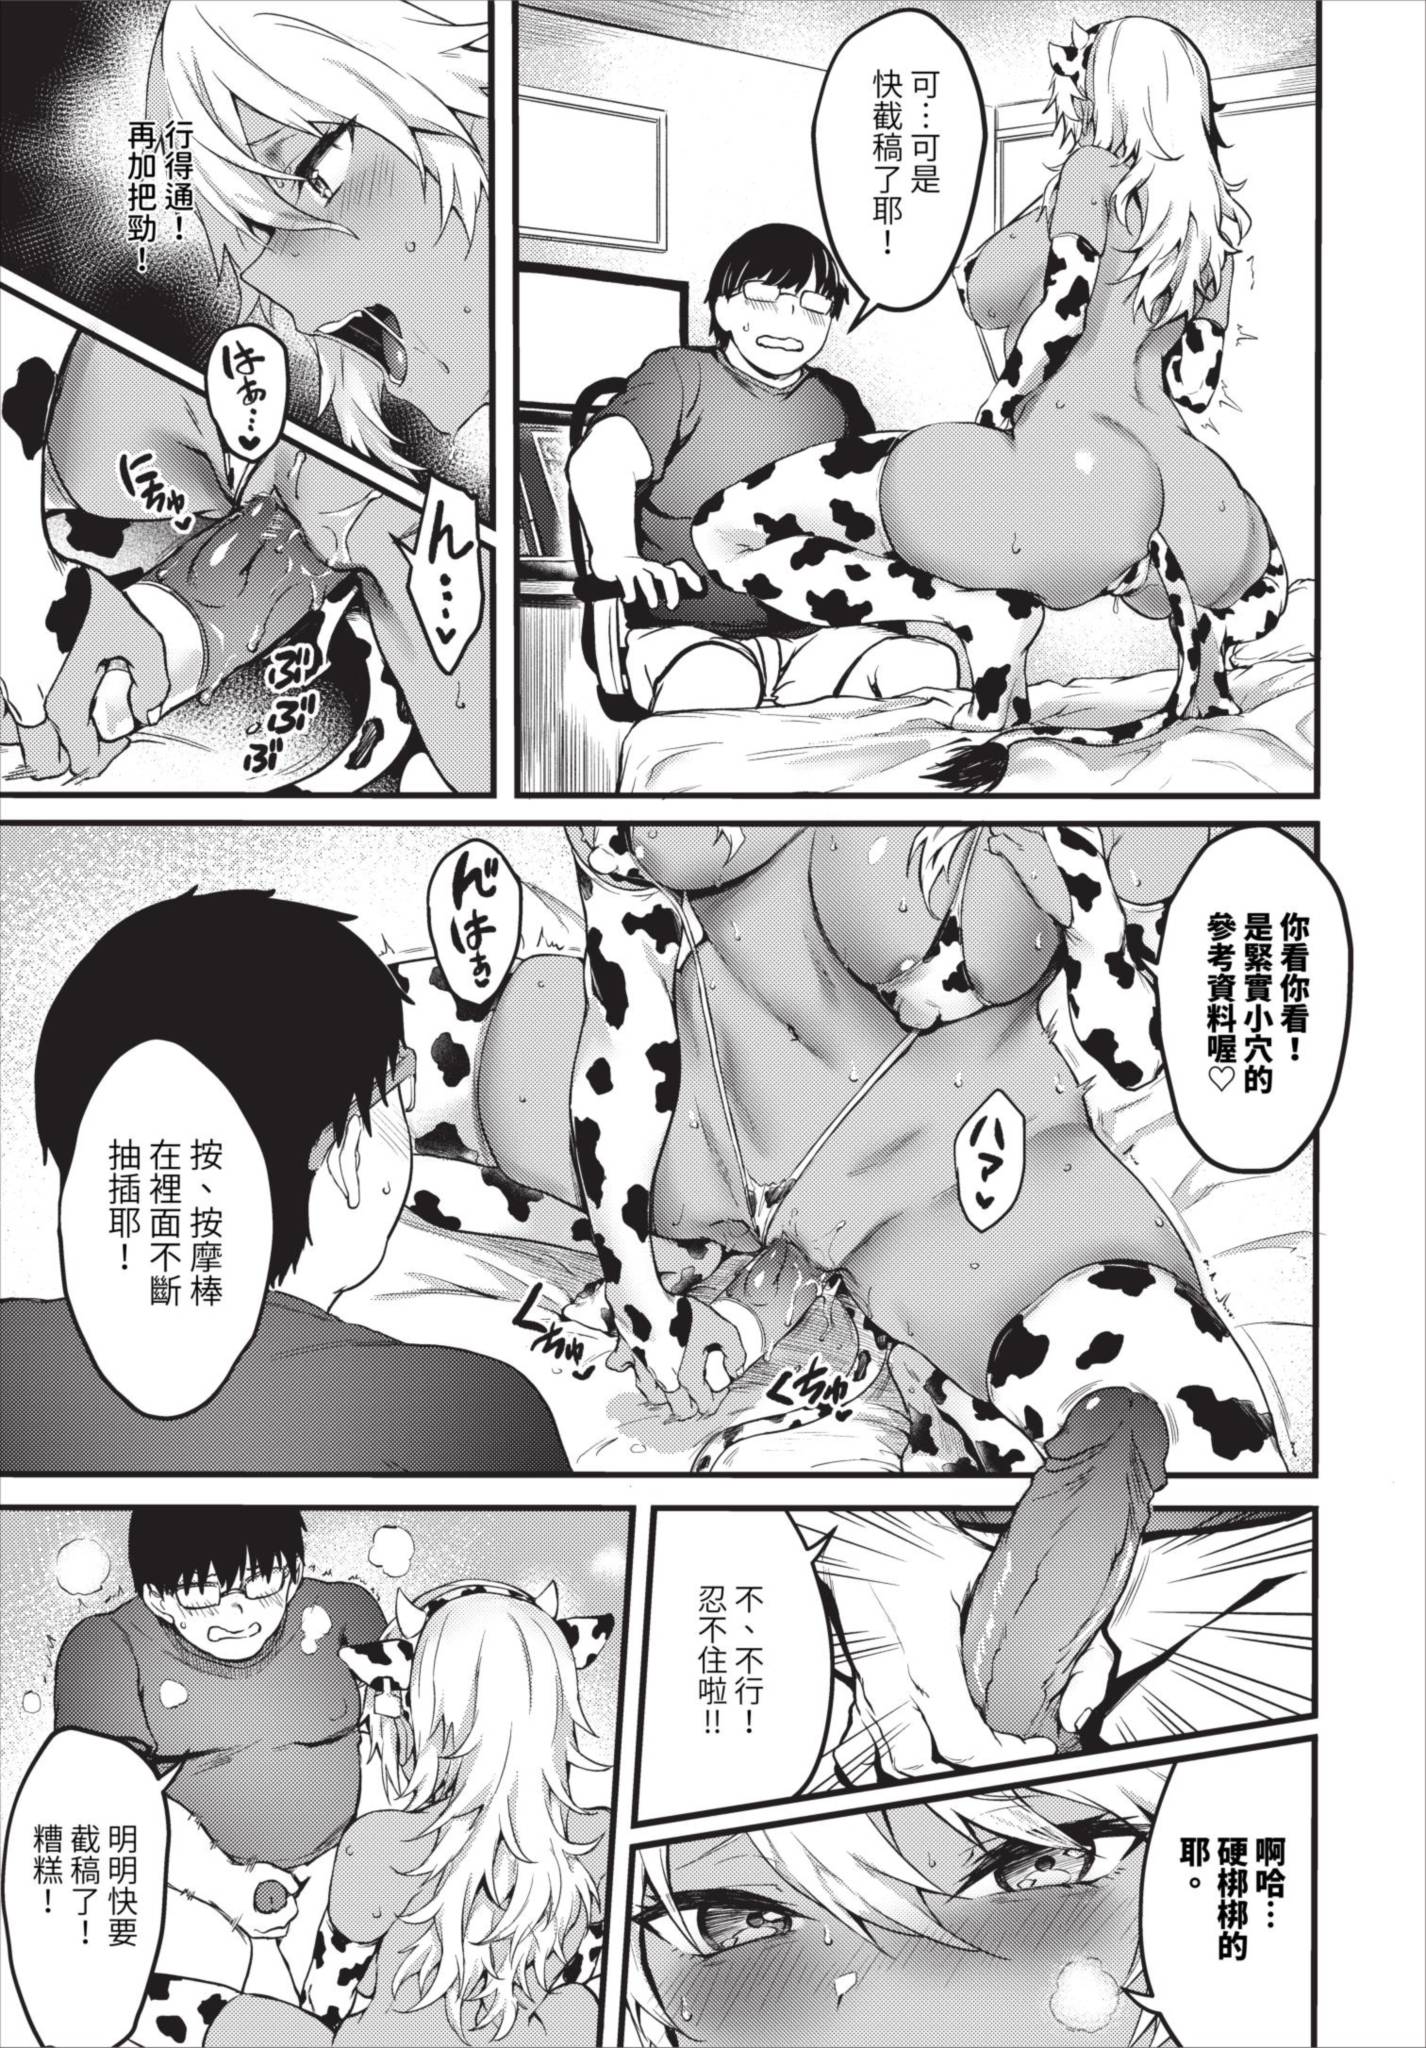 可…可是
快截稿了耶！
行得通！
再加把勁！
はぁ…♥
ん…♥
にちゅ♥
ぶぶぶぶぶぶ
你看你看！
是緊實小穴的
參考資料喔♡
んはぁ♥
ハァ♥
按、按摩棒
在裡面不斷
抽插耶！
くちゅ
くちゅ♥
不、不行！
忍不住啦!!
啊哈…
硬梆梆的
耶。
明明快要
截稿了！
糟糕！